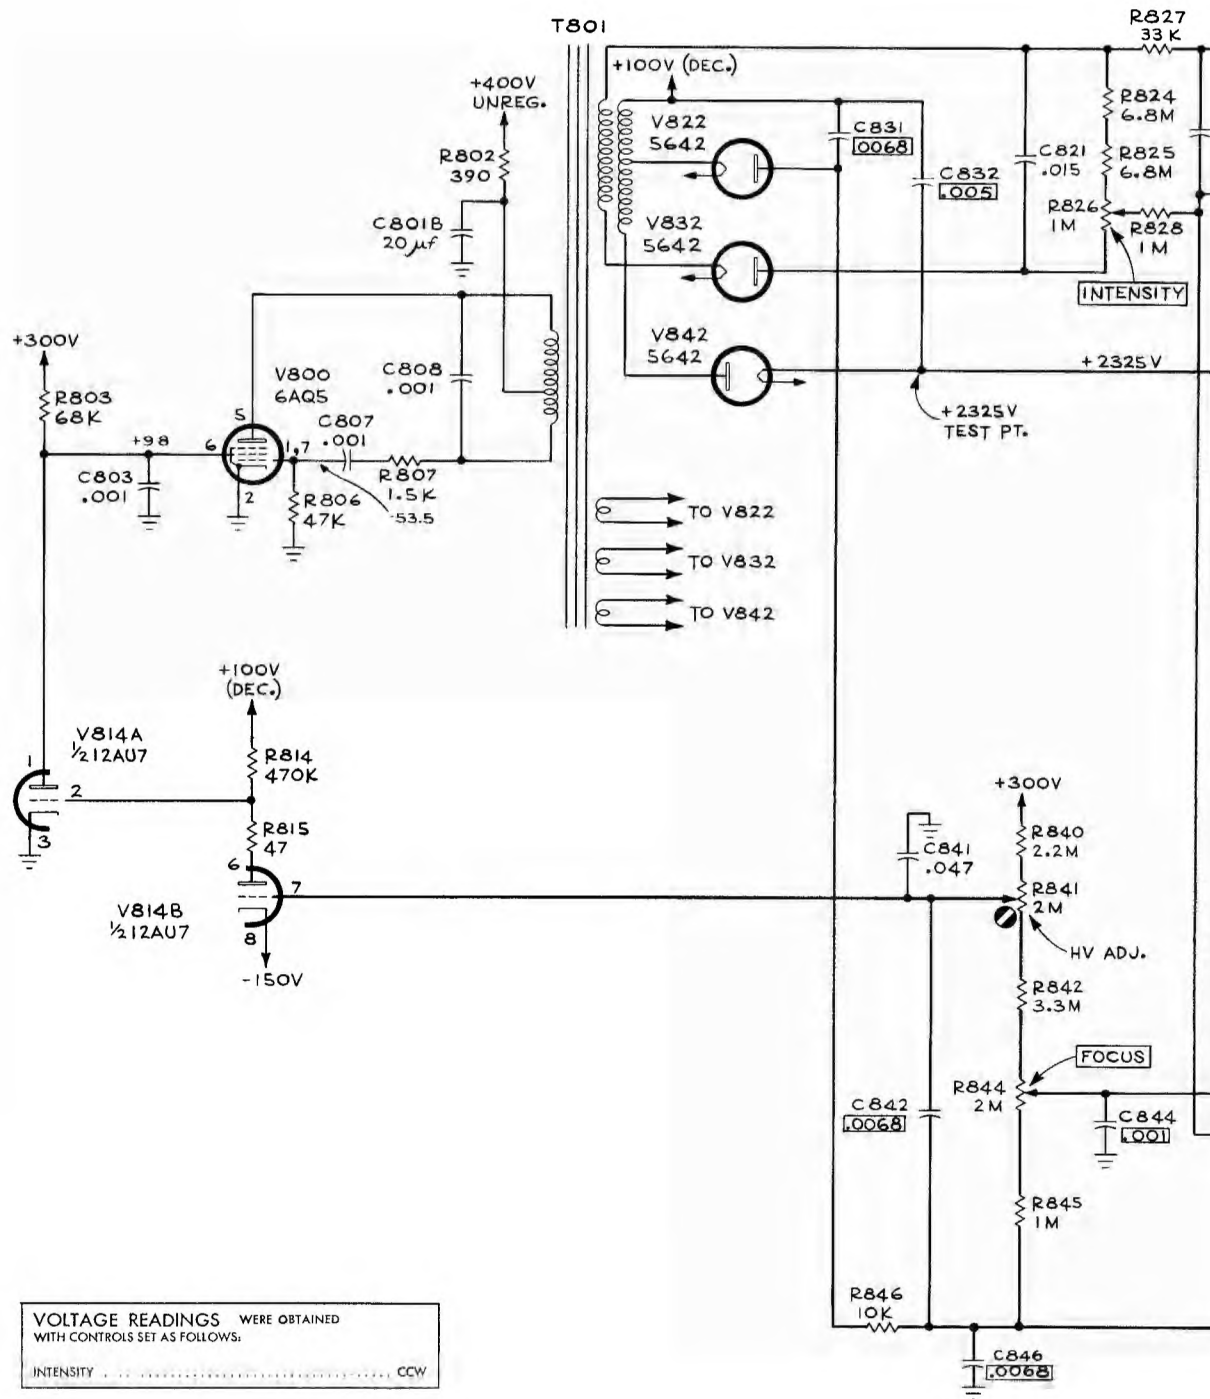 T801
R827
33 K
+400V
UNREG.
+100V (DEC.)
R802
390
V822
5642
C831
.0068
C832
.005
C821
.015
R824
6.8M
R825
6.8M
R826
1M
R828
1M
INTENSITY
C801B
20 µf
V832
5642
V842
5642
+2325V
+2325V
TEST PT.
+300V
R803
68K
+98
C803
.001
V800
6AQ5
5
6
1,7
2
C807
.001
C808
.001
R807
1.5K
R806
47K
-53.5
TO V822
TO V832
TO V842
+100V
(DEC.)
V814A
½12AU7
1
2
3
R814
470K
R815
47
6
7
8
V814B
½12AU7
-150V
+300V
R840
2.2M
C841
.047
R841
2M
HV ADJ.
R842
3.3M
FOCUS
R844
2M
C842
.0068
C844
.001
R845
1M
R846
10K
C846
.0068
VOLTAGE READINGS WERE OBTAINED
WITH CONTROLS SET AS FOLLOWS:
INTENSITY ........................................ CCW